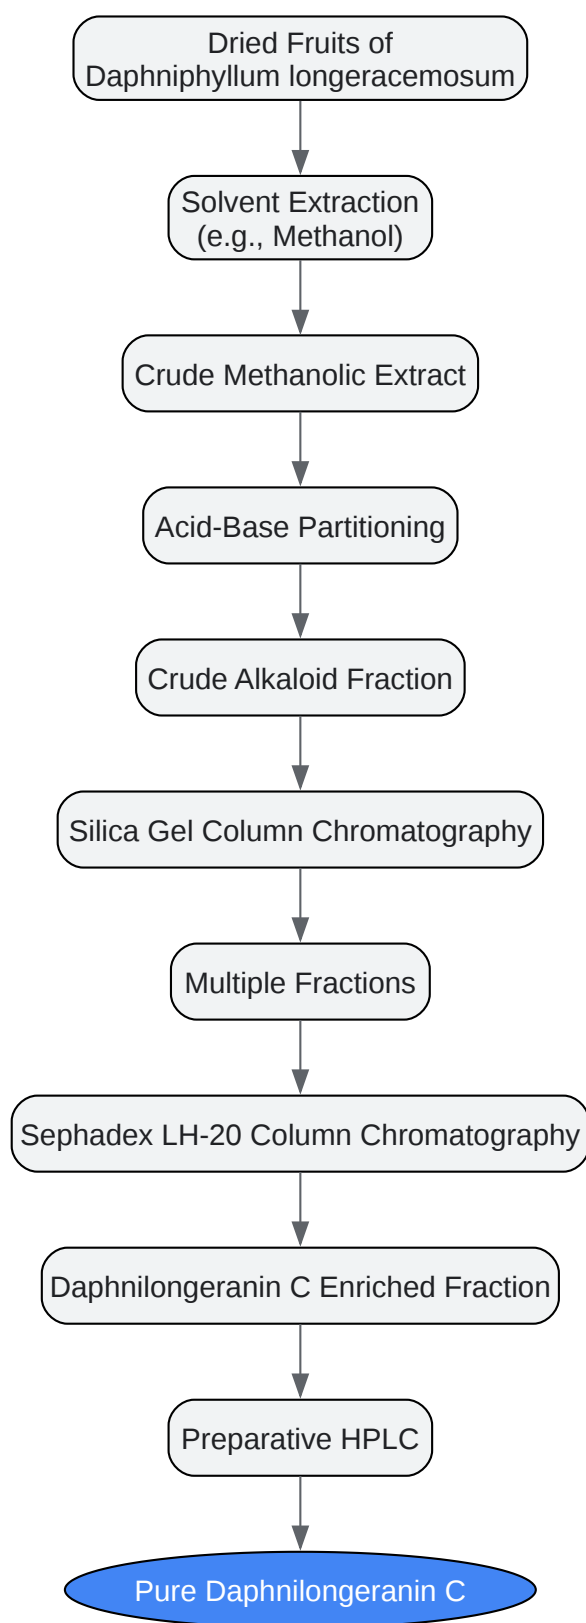 Dried Fruits of
Daphniphyllum longeracemosum
Solvent Extraction
(e.g., Methanol)
Crude Methanolic Extract
Acid-Base Partitioning
Crude Alkaloid Fraction
Silica Gel Column Chromatography
Multiple Fractions
Sephadex LH-20 Column Chromatography
Daphnilongeranin C Enriched Fraction
Preparative HPLC
Pure Daphnilongeranin C